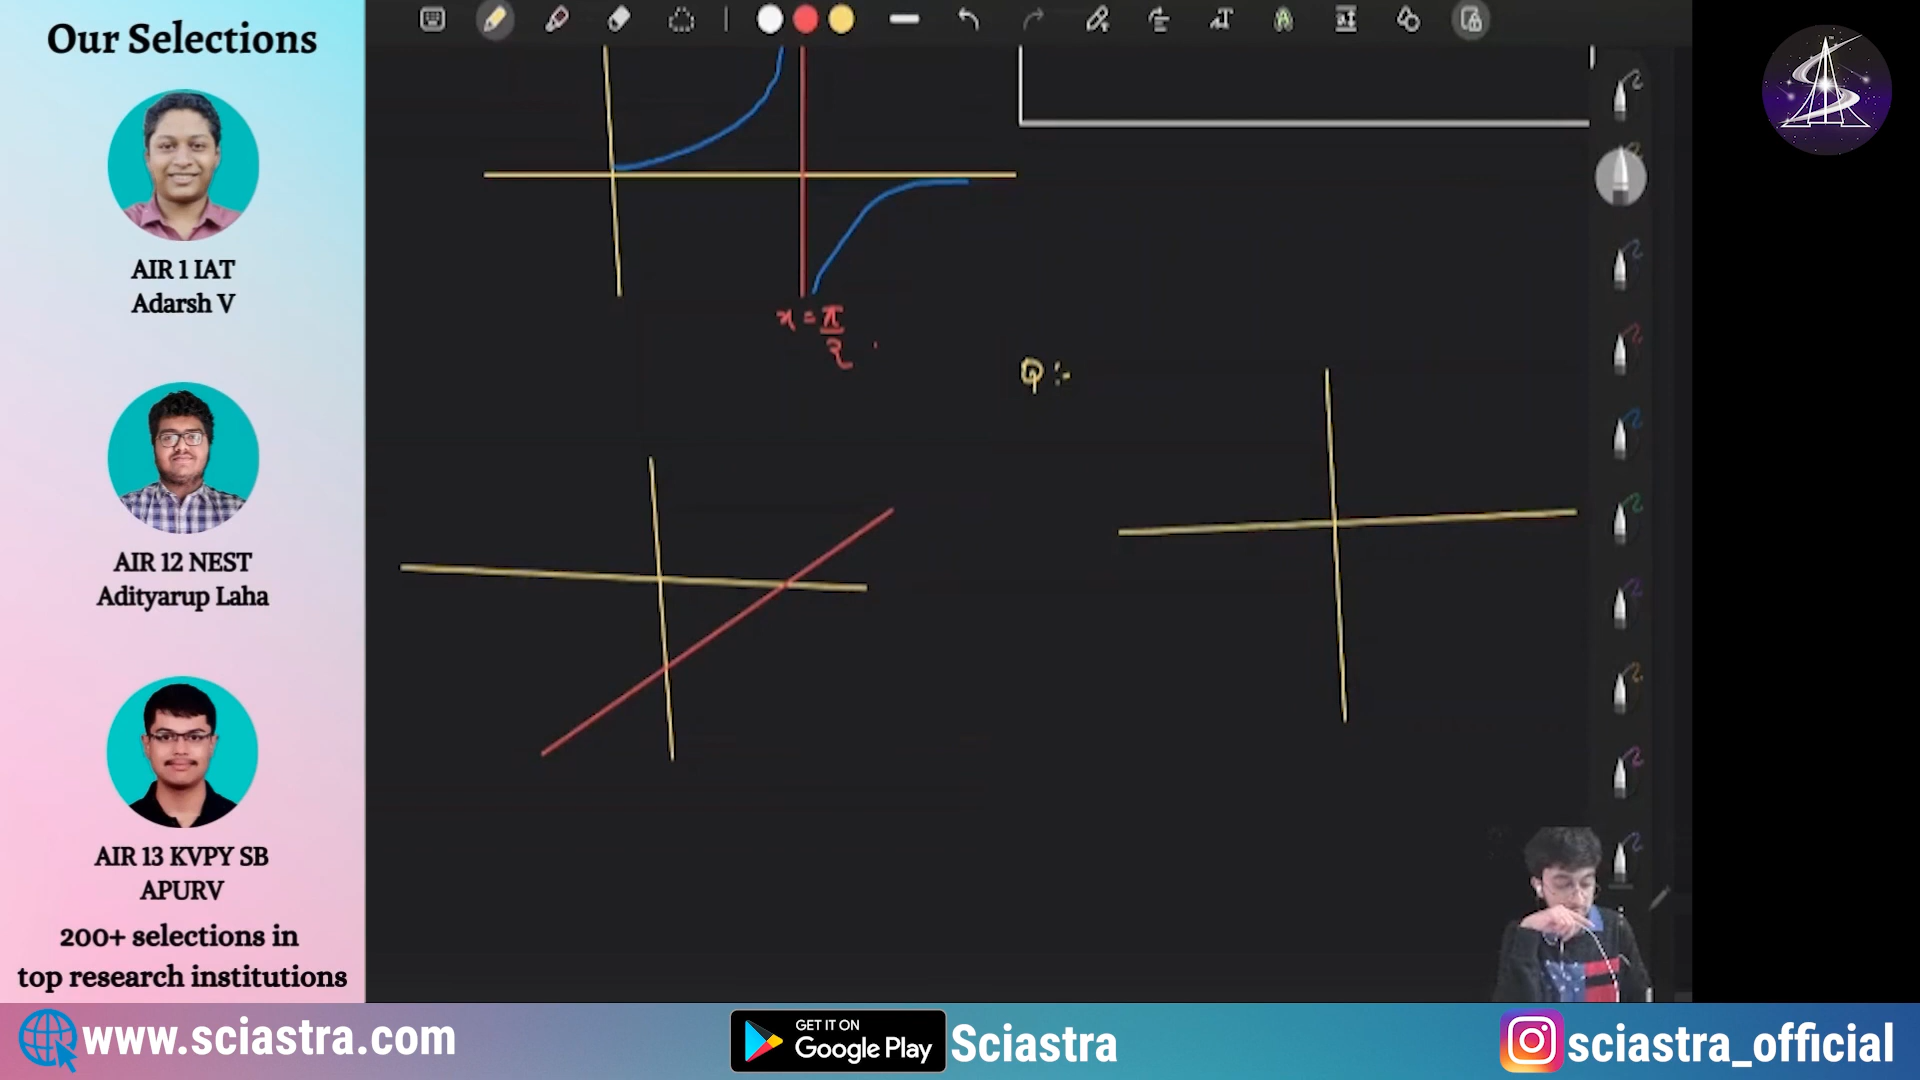 Our Selections
AIR 1 IAT
Adarsh V
AIR 12 NEST
Adityarup Laha
AIR 13 KVPY SB
APURV
200+ selections in
top research institutions
x = π/2 .
Q :-
www.sciastra.com
GET IT ON
Google Play
Sciastra
sciastra_official